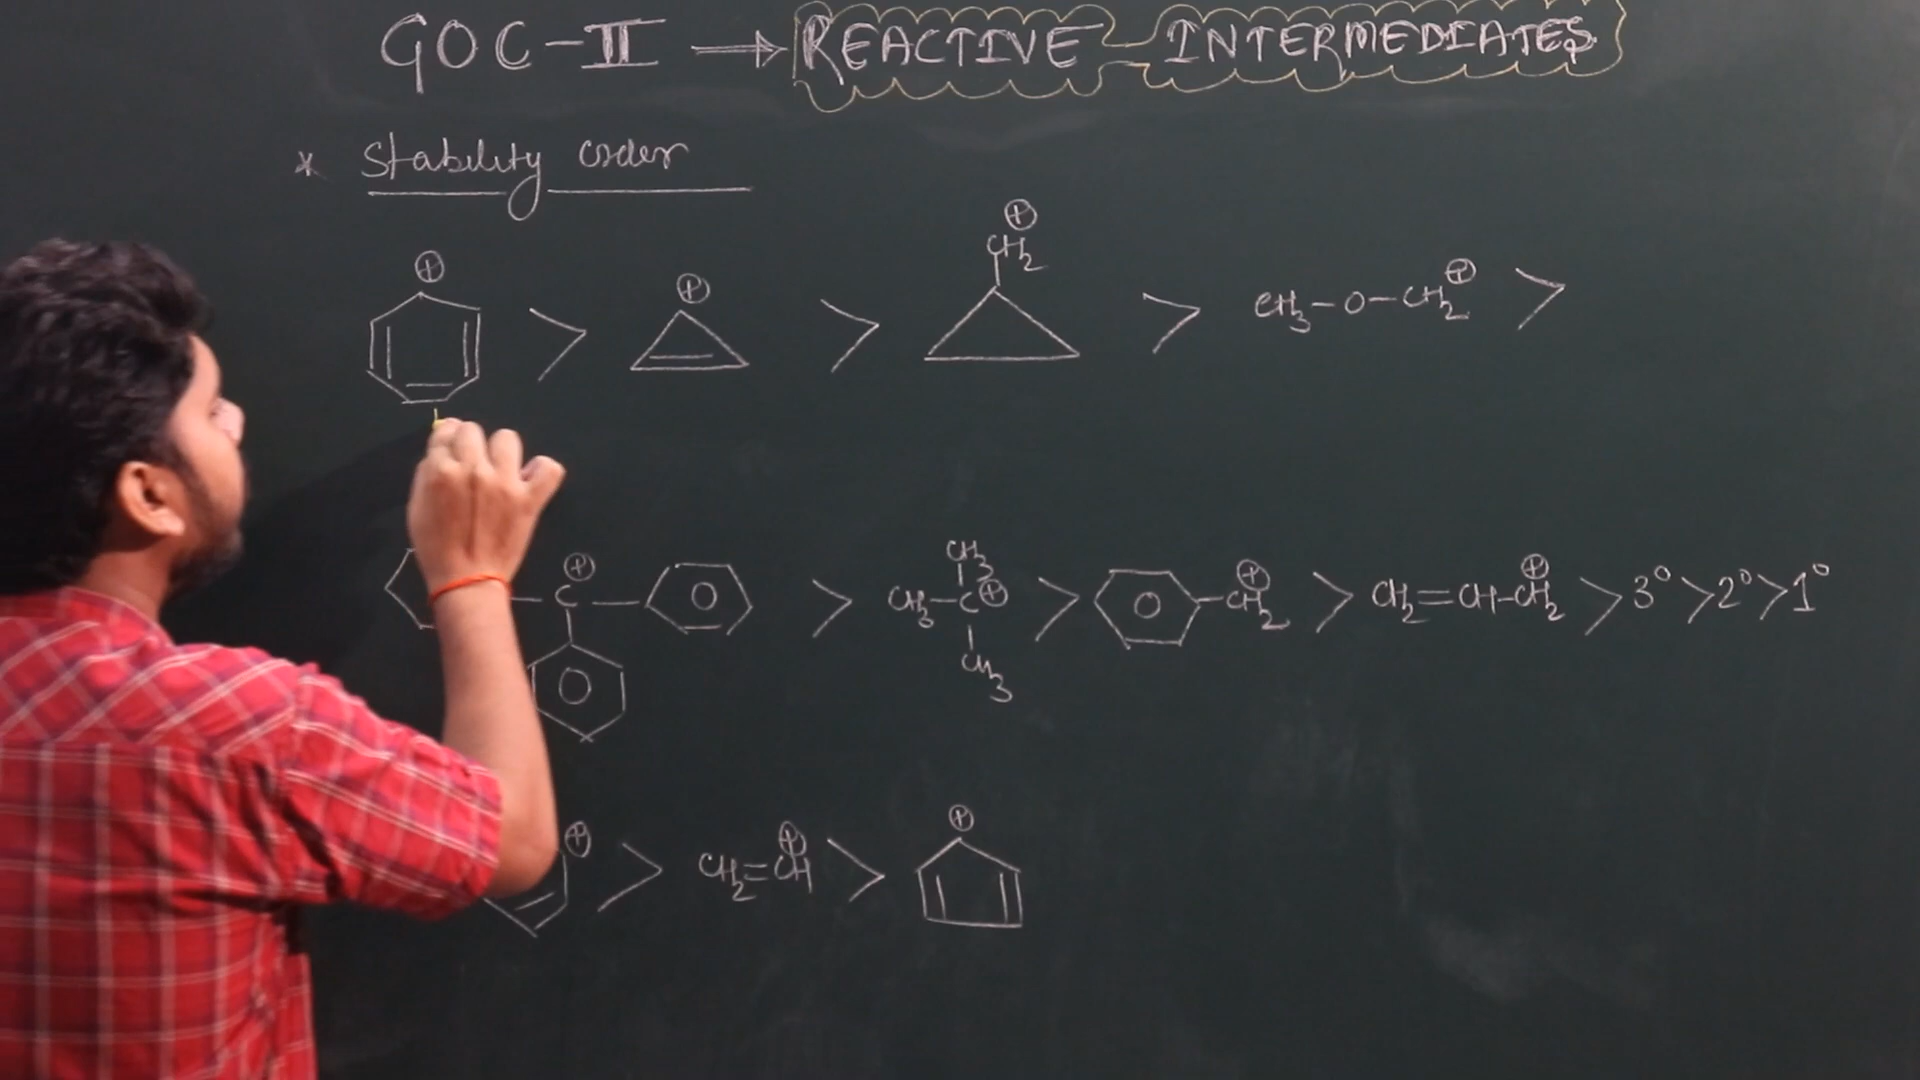 GOC-II → REACTIVE INTERMEDIATES
* Stability order
⊕ > ⊕ > CH₂⊕ > CH₃-O-CH₂⊕ >
C⊕ > CH₃-C⊕ CH₃ CH₃ > CH₂⊕ > CH₂=CH-CH₂⊕ > 3° > 2° > 1°
⊕ > CH₂=CH⊕ > ⊕